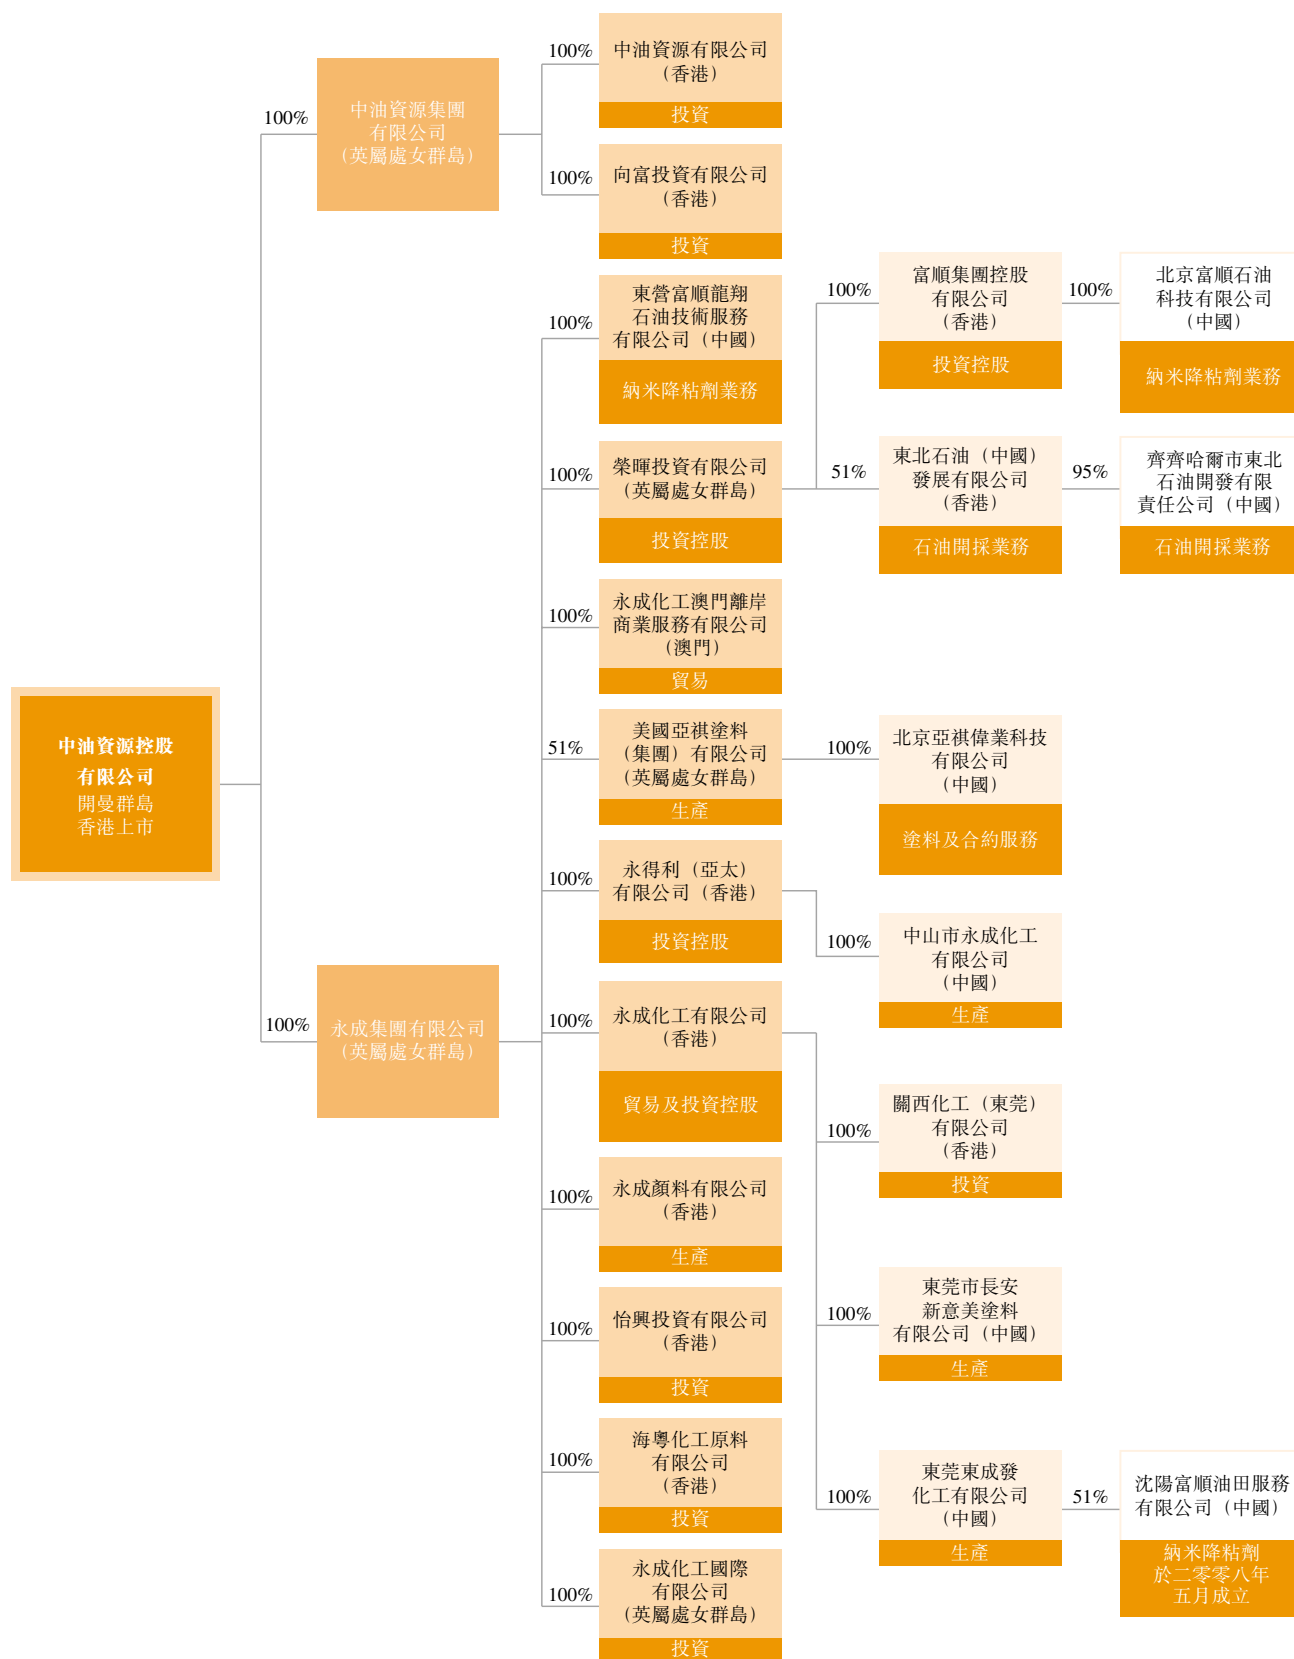 中油資源控股
有限公司
開曼群島
香港上市
100%
中油資源集團
有限公司
(英屬處女群島)
100%
永成集團有限公司
(英屬處女群島)
100%
中油資源有限公司
(香港)
投資
100%
向富投資有限公司
(香港)
投資
100%
東營富順龍翔
石油技術服務
有限公司(中國)
納米降粘劑業務
100%
榮暉投資有限公司
(英屬處女群島)
投資控股
100%
富順集團控股
有限公司
(香港)
投資控股
100%
北京富順石油
科技有限公司
(中國)
納米降粘劑業務
51%
東北石油(中國)
發展有限公司
(香港)
石油開採業務
95%
齊齊哈爾市東北
石油開發有限
責任公司(中國)
石油開採業務
100%
永成化工澳門離岸
商業服務有限公司
(澳門)
貿易
51%
美國亞祺塗料
(集團)有限公司
(英屬處女群島)
生產
100%
北京亞祺偉業科技
有限公司
(中國)
塗料及合約服務
100%
永得利(亞太)
有限公司(香港)
投資控股
100%
中山市永成化工
有限公司
(中國)
生產
100%
永成化工有限公司
(香港)
貿易及投資控股
100%
關西化工(東莞)
有限公司
(香港)
投資
100%
東莞市長安
新意美塗料
有限公司(中國)
生產
100%
東莞東成發
化工有限公司
(中國)
生產
51%
沈陽富順油田服務
有限公司(中國)
納米降粘劑
於二零零八年
五月成立
100%
永成顏料有限公司
(香港)
生產
100%
怡興投資有限公司
(香港)
投資
100%
海粵化工原料
有限公司
(香港)
投資
100%
永成化工國際
有限公司
(英屬處女群島)
投資